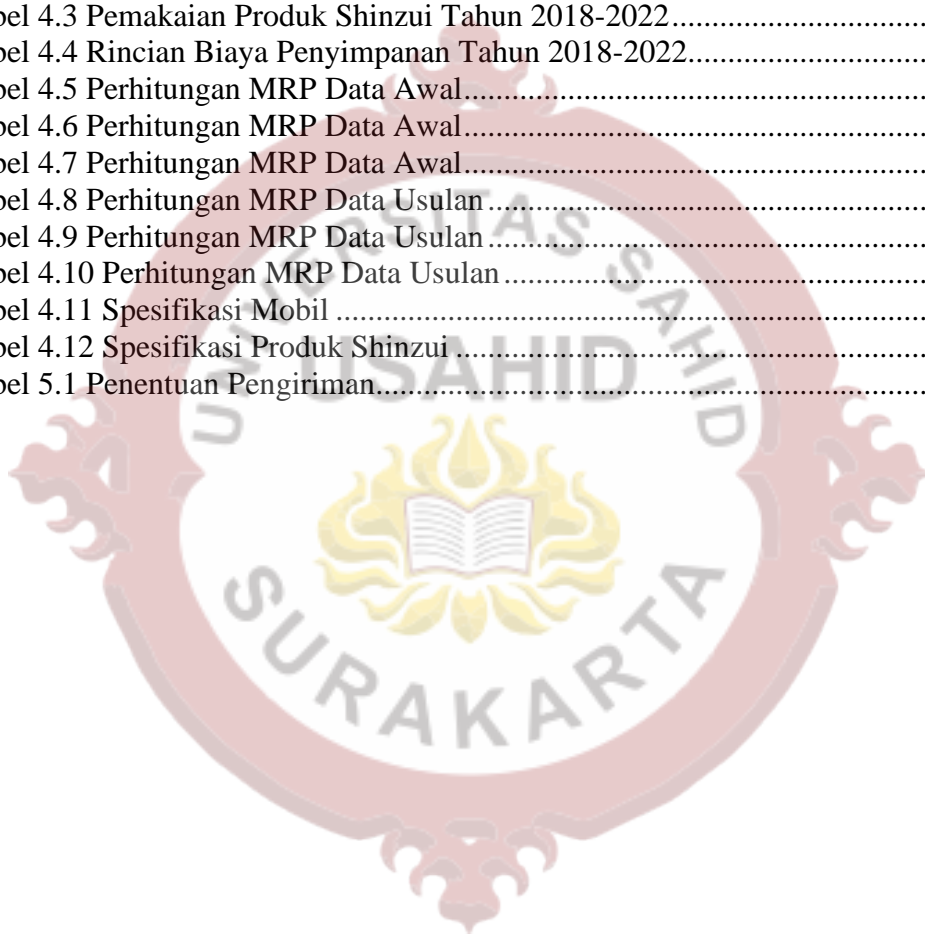 bel 4.3 Pemakaian Produk Shinzui Tahun 2018-2022.............................
bel 4.4 Rincian Biaya Penyimpanan Tahun 2018-2022...........................
bel 4.5 Perhitungan MRP Data Awal.......................................................
bel 4.6 Perhitungan MRP Data Awal.......................................................
bel 4.7 Perhitungan MRP Data Awal.......................................................
bel 4.8 Perhitungan MRP Data Usulan ....................................................
bel 4.9 Perhitungan MRP Data Usulan ....................................................
bel 4.10 Perhitungan MRP Data Usulan ..................................................
bel 4.11 Spesifikasi Mobil ......................................................................
bel 4.12 Spesifikasi Produk Shinzui ........................................................
bel 5.1 Penentuan Pengiriman..................................................................
UNIVERSITAS SAHID
USAHID
SURAKARTA